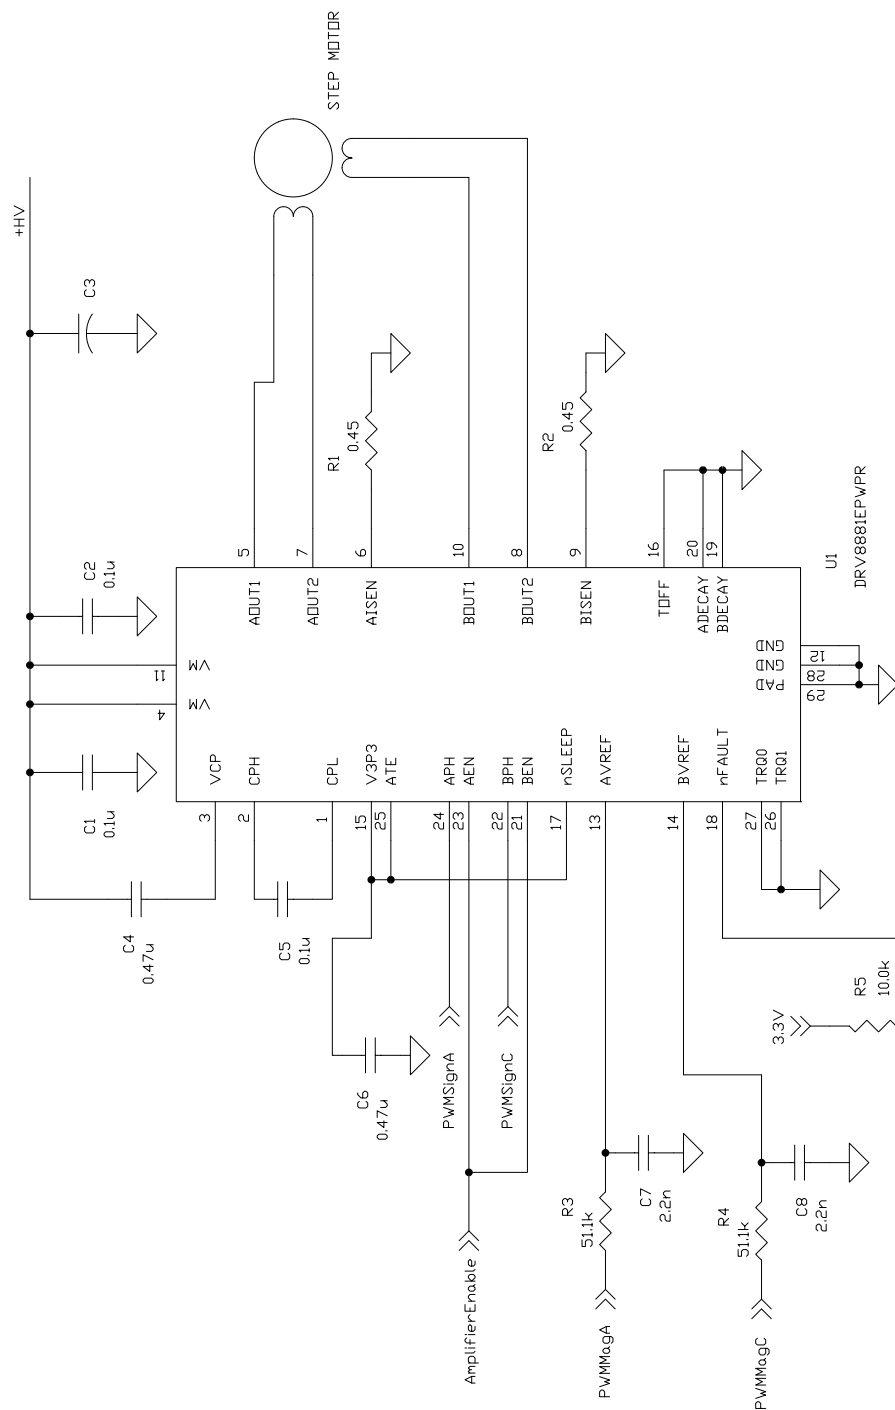 STEP MOTOR
+HV
C3
C2
0.1u
C1
0.1u
C4
0.47u
C5
0.1u
C6
0.47u
5
AOUT1
7
AOUT2
R1
0.45
6
AISEN
10
BOUT1
8
BOUT2
R2
0.45
9
BISEN
16
TOFF
20
ADECAY
19
BDECAY
U1
DRV8881EPWPR
11
VM
4
VM
GND
12
GND
28
PAD
29
VCP
3
CPH
2
CPL
1
V3P3
15
ATE
25
APH
24
AEN
23
BPH
22
BEN
21
nSLEEP
17
AVREF
13
BVREF
14
nFAULT
18
TRQ0
27
TRQ1
26
PWMSignA
PWMSignC
AmplifierEnable
R3
51.1k
C7
2.2n
PWMMagA
R4
51.1k
C8
2.2n
PWMMagC
3.3V
R5
10.0k